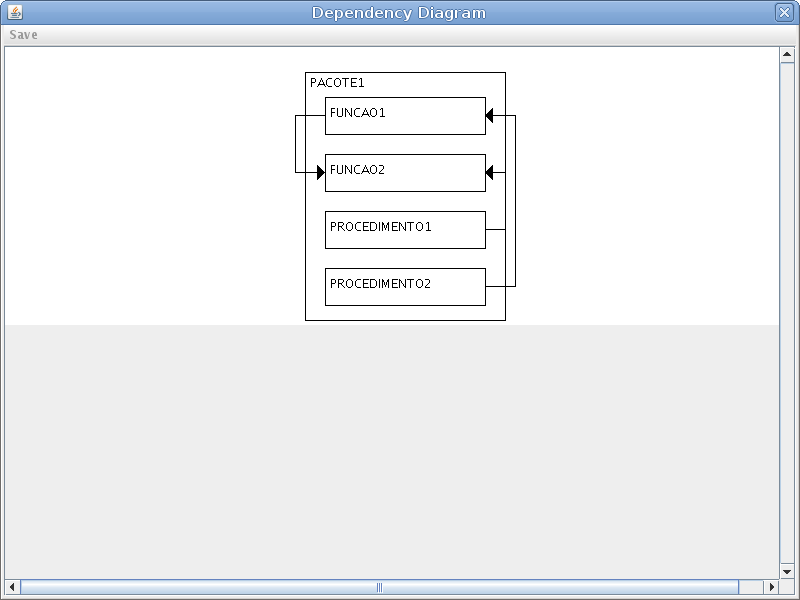 Dependency Diagram
Save
PACOTE1
FUNCAO1
FUNCAO2
PROCEDIMENTO1
PROCEDIMENTO2